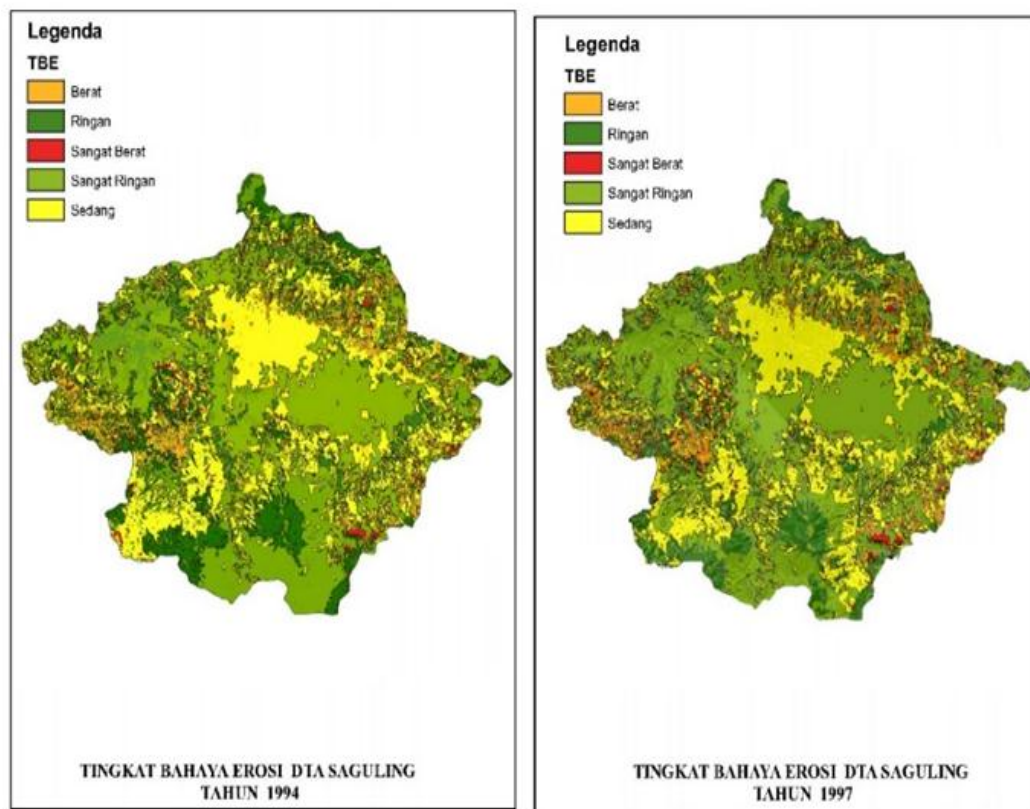 Legenda
TBE
Berat
Ringan
Sangat Berat
Sangat Ringan
Sedang
TINGKAT BAHAYA EROSI DTA SAGULING
TAHUN 1994
Legenda
TBE
Berat
Ringan
Sangat Berat
Sangat Ringan
Sedang
TINGKAT BAHAYA EROSI DTA SAGULING
TAHUN 1997